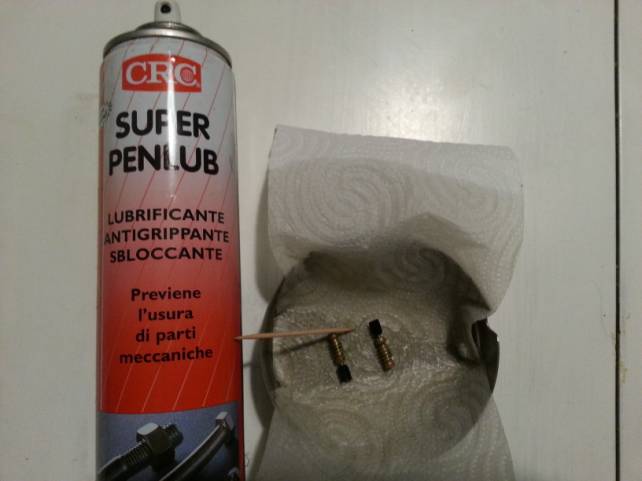 CRC
SUPER
PENLUB
LUBRIFICANTE
ANTIGRIPPANTE
SBLOCCANTE
Previene
l'usura
di parti
meccaniche